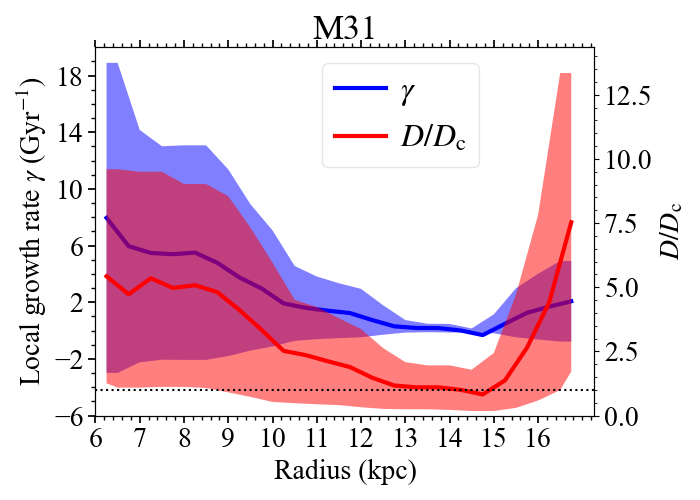 M31
Local growth rate γ (Gyr⁻¹)
18
14
10
6
2
−2
−6
γ
D/Dc
12.5
10.0
7.5
5.0
2.5
0.0
D/Dc
6 7 8 9 10 11 12 13 14 15 16
Radius (kpc)